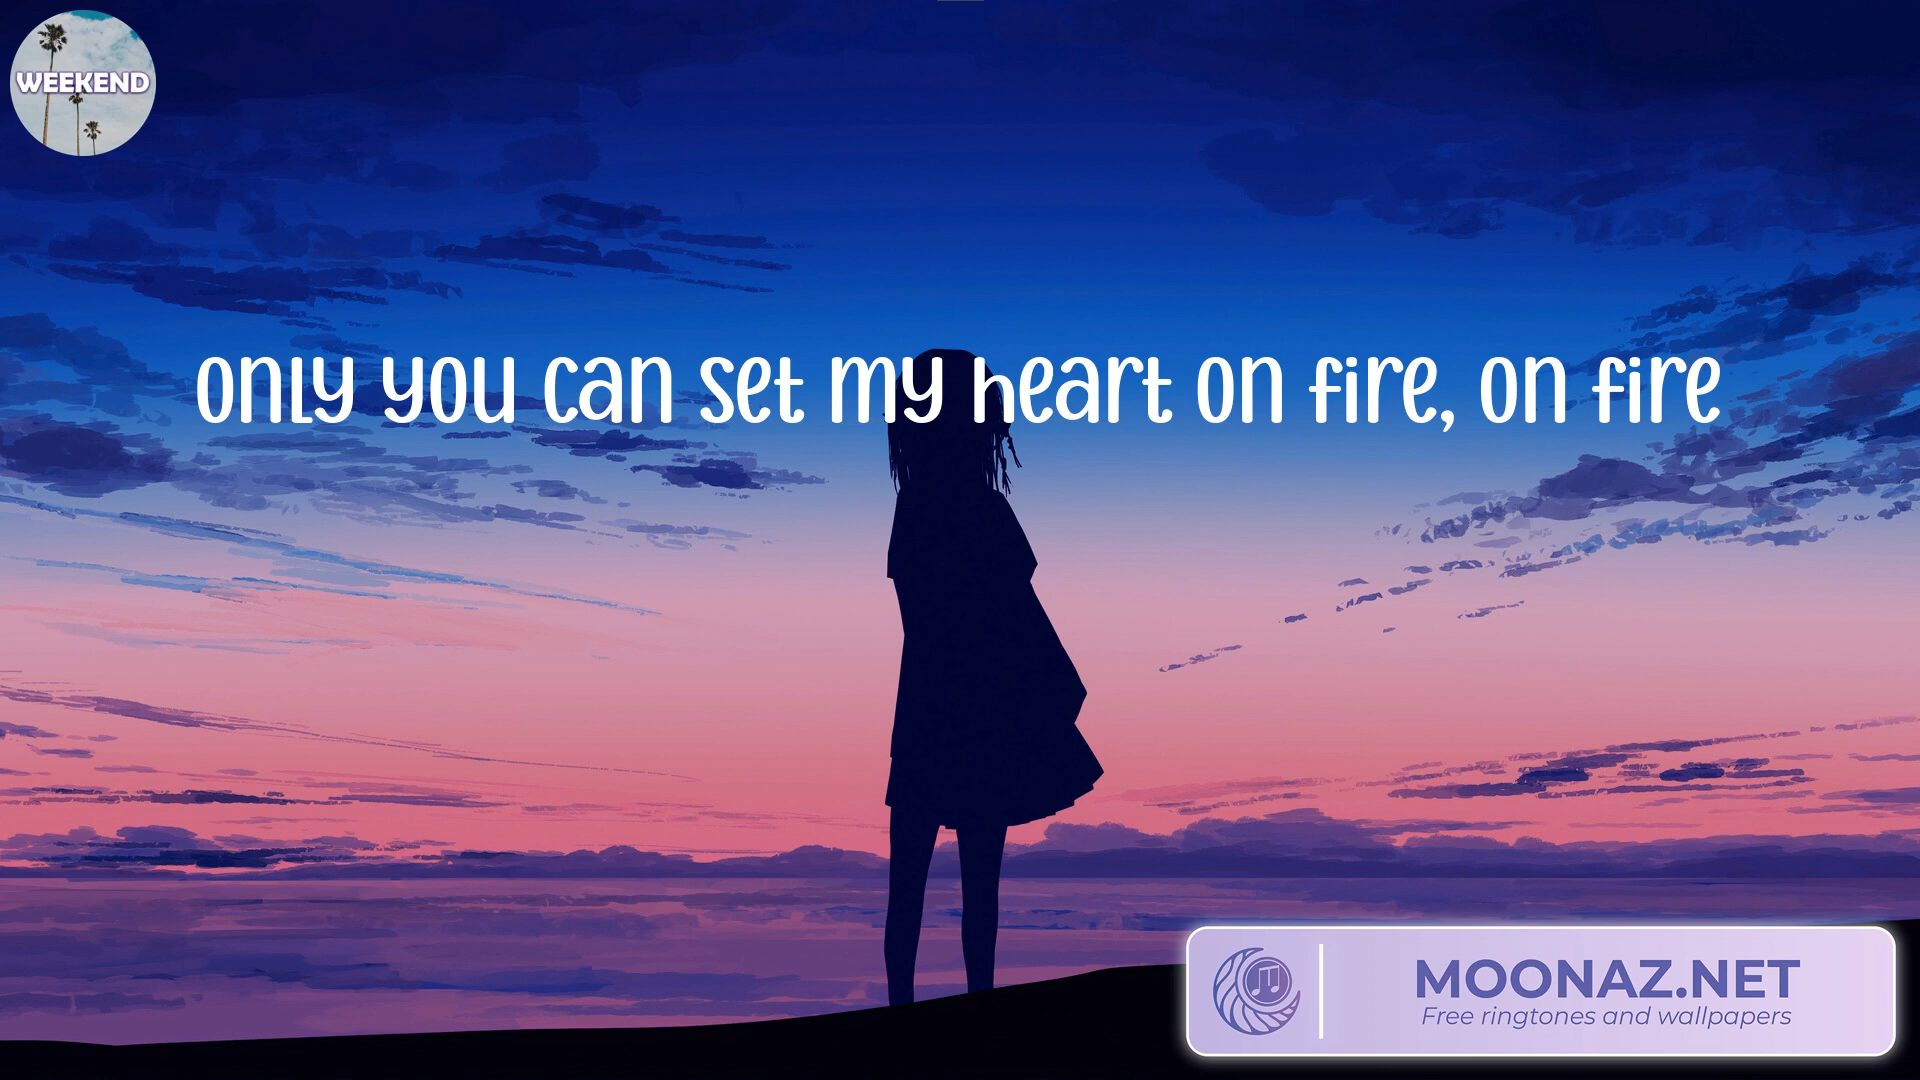 WEEKEND
only you can set my heart on fire, on fire
MOONAZ.NET
Free ringtones and wallpapers